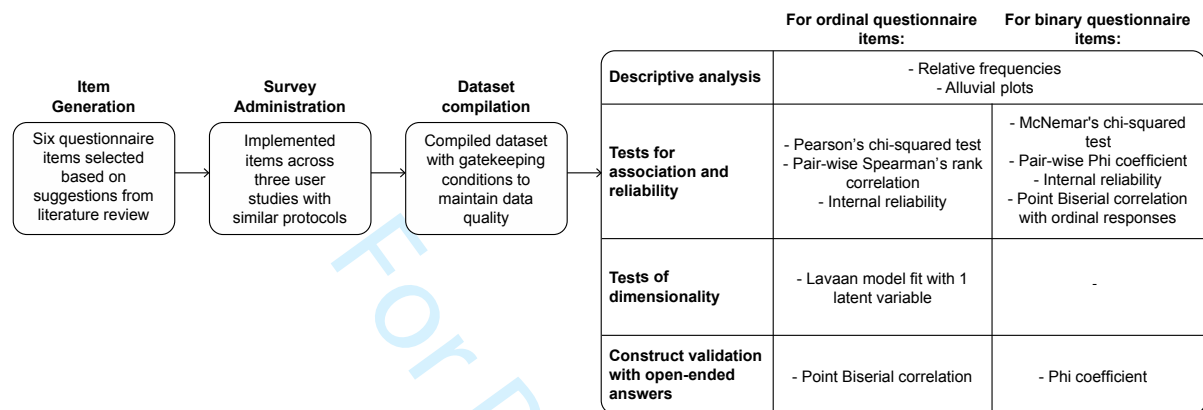 Item
Generation
Six questionnaire
items selected
based on
suggestions from
literature review
Survey
Administration
Implemented
items across
three user
studies with
similar protocols
Dataset
compilation
Compiled dataset
with gatekeeping
conditions to
maintain data
quality
For ordinal questionnaire
items:
For binary questionnaire
items:
Descriptive analysis
- Relative frequencies
- Alluvial plots
Tests for
association and
reliability
- Pearson's chi-squared test
- Pair-wise Spearman's rank
correlation
- Internal reliability
- McNemar's chi-squared
test
- Pair-wise Phi coefficient
- Internal reliability
- Point Biserial correlation
with ordinal responses
Tests of
dimensionality
- Lavaan model fit with 1
latent variable
-
Construct validation
with open-ended
answers
- Point Biserial correlation
- Phi coefficient
For